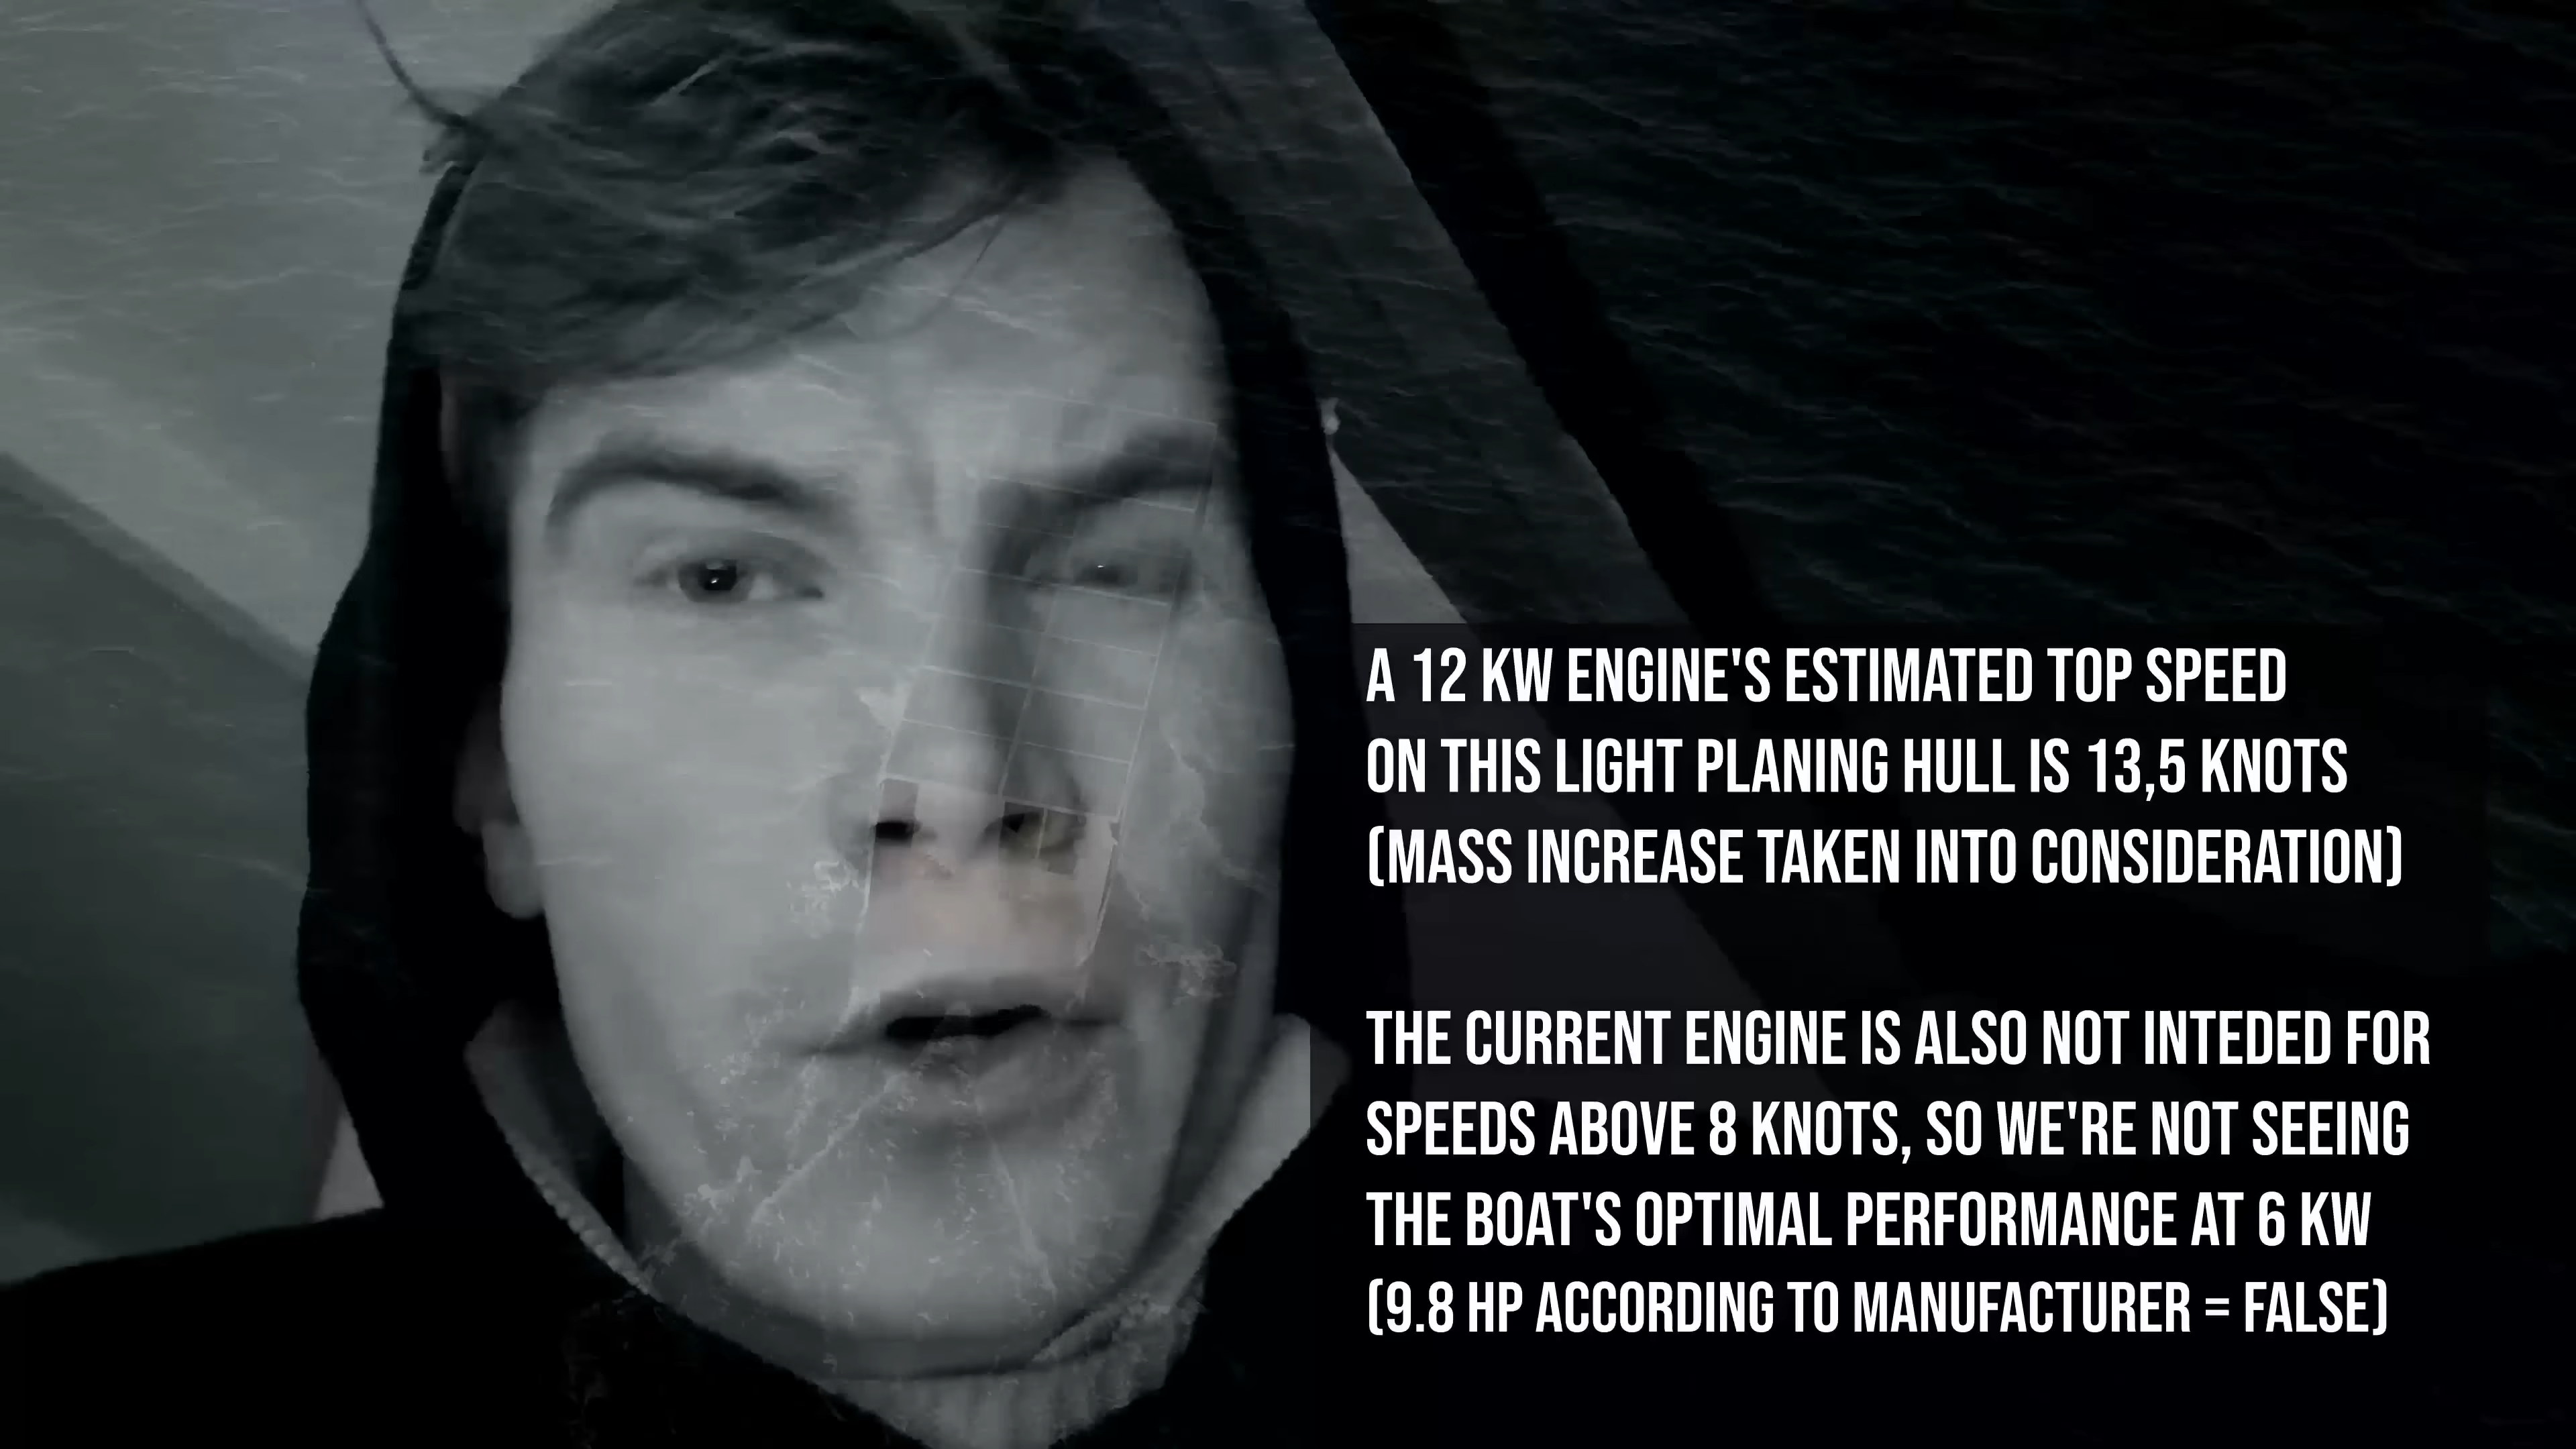 A 12 KW ENGINE'S ESTIMATED TOP SPEED
ON THIS LIGHT PLANING HULL IS 13,5 KNOTS
(MASS INCREASE TAKEN INTO CONSIDERATION)
THE CURRENT ENGINE IS ALSO NOT INTEDED FOR
SPEEDS ABOVE 8 KNOTS, SO WE'RE NOT SEEING
THE BOAT'S OPTIMAL PERFORMANCE AT 6 KW
(9.8 HP ACCORDING TO MANUFACTURER = FALSE)